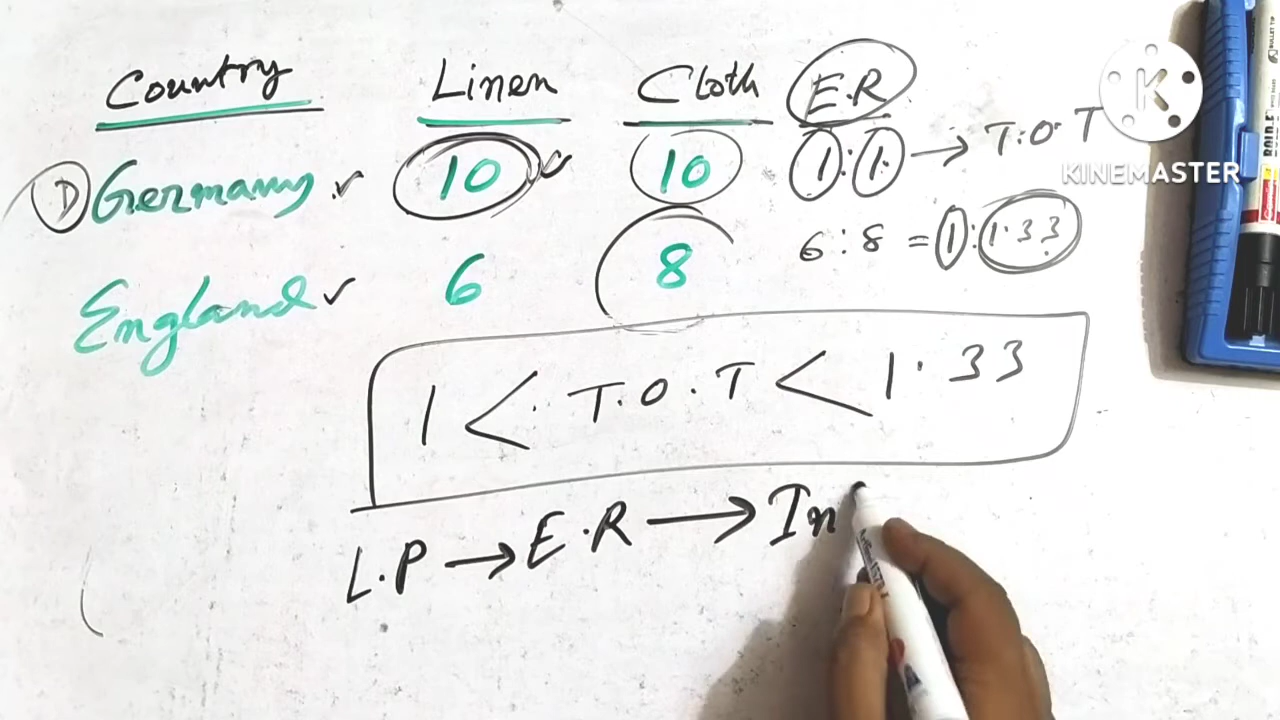 Country Linen Cloth E.R
D Germany 10 10 1:1 → T.O.T
England 6 8 6:8 = 1:1.33
1 < T.O.T < 1.33
L.P → E.R → In
K
KINEMASTER